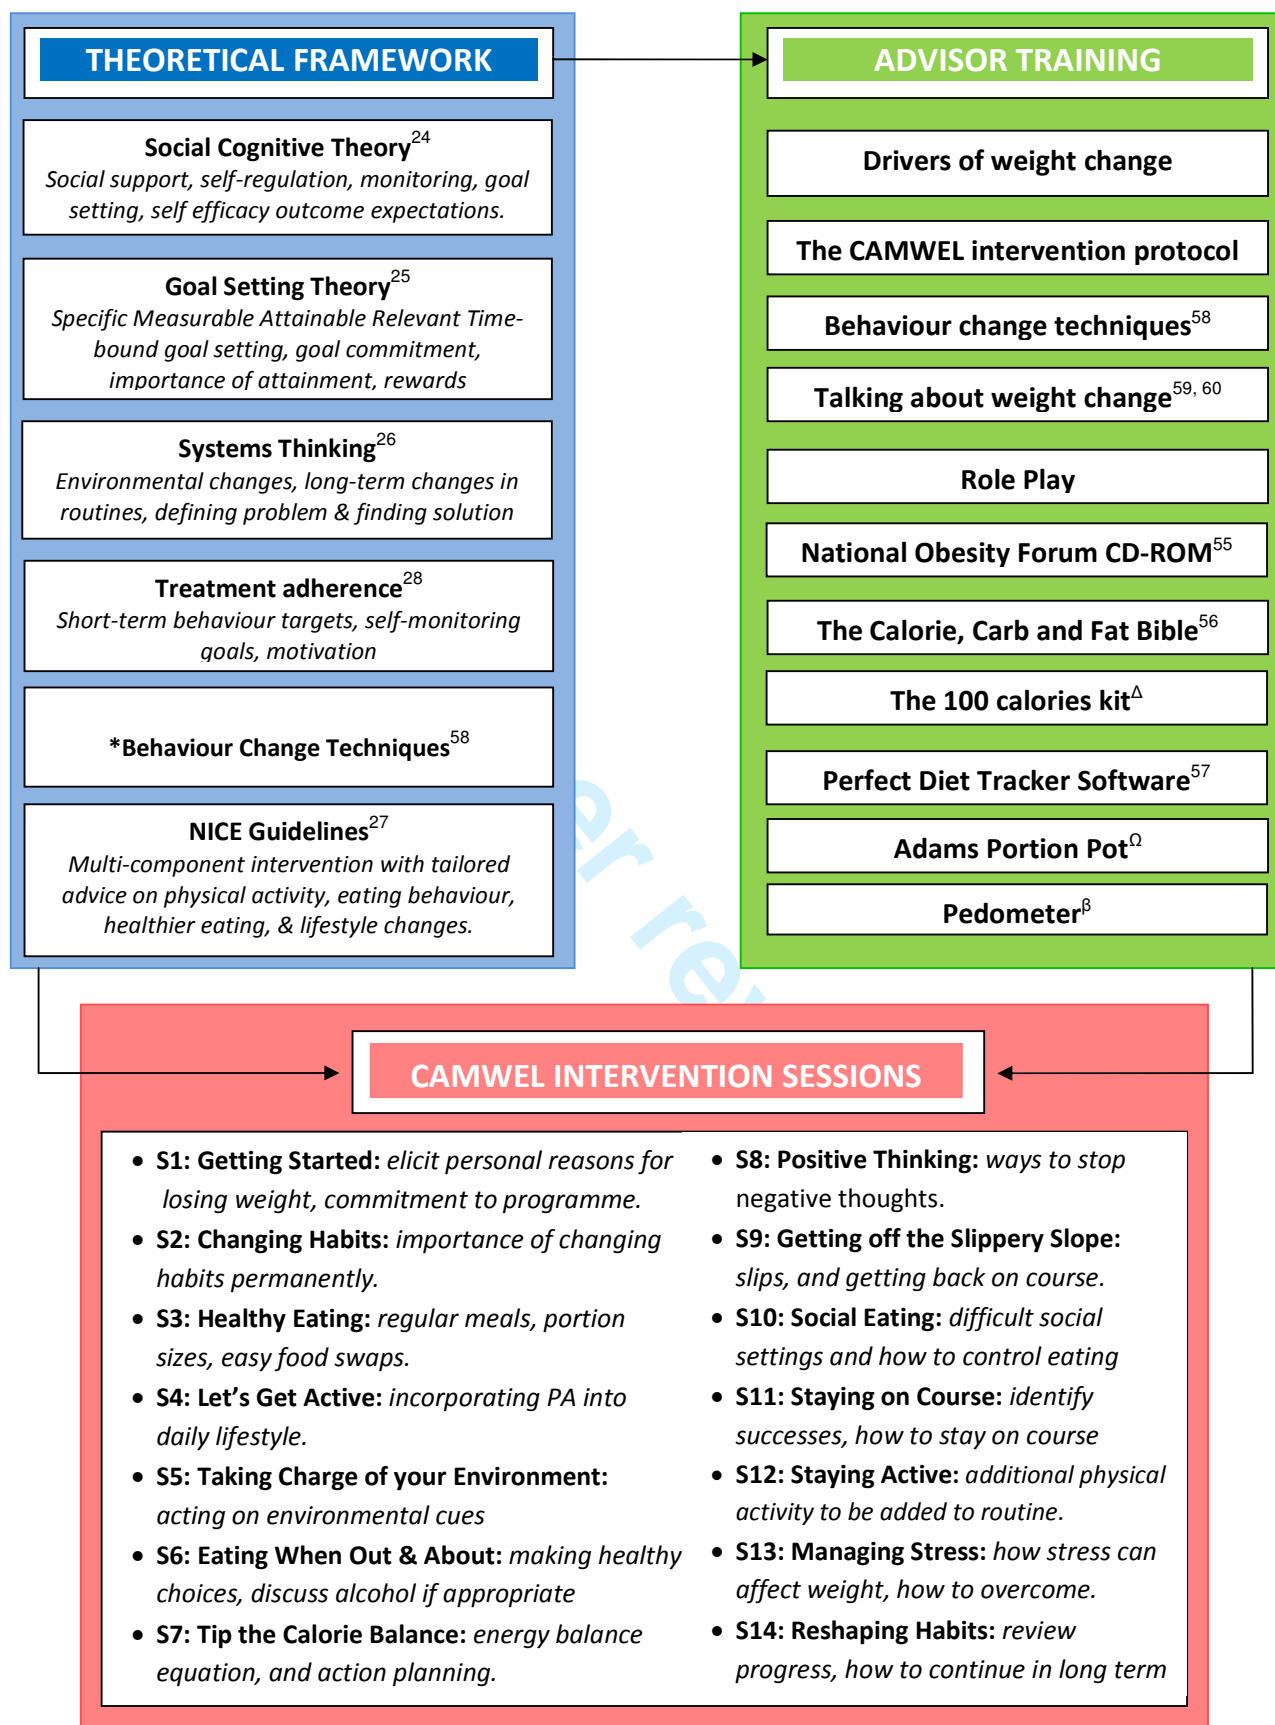 THEORETICAL FRAMEWORK
Social Cognitive Theory24
Social support, self-regulation, monitoring, goal
setting, self efficacy outcome expectations.
Goal Setting Theory25
Specific Measurable Attainable Relevant Time-
bound goal setting, goal commitment,
importance of attainment, rewards
Systems Thinking26
Environmental changes, long-term changes in
routines, defining problem & finding solution
Treatment adherence28
Short-term behaviour targets, self-monitoring
goals, motivation
*Behaviour Change Techniques58
NICE Guidelines27
Multi-component intervention with tailored
advice on physical activity, eating behaviour,
healthier eating, & lifestyle changes.
ADVISOR TRAINING
Drivers of weight change
The CAMWEL intervention protocol
Behaviour change techniques58
Talking about weight change59, 60
Role Play
National Obesity Forum CD-ROM55
The Calorie, Carb and Fat Bible56
The 100 calories kitΔ
Perfect Diet Tracker Software57
Adams Portion PotΩ
Pedometerβ
CAMWEL INTERVENTION SESSIONS
• S1: Getting Started: elicit personal reasons for
losing weight, commitment to programme.
• S2: Changing Habits: importance of changing
habits permanently.
• S3: Healthy Eating: regular meals, portion
sizes, easy food swaps.
• S4: Let's Get Active: incorporating PA into
daily lifestyle.
• S5: Taking Charge of your Environment:
acting on environmental cues
• S6: Eating When Out & About: making healthy
choices, discuss alcohol if appropriate
• S7: Tip the Calorie Balance: energy balance
equation, and action planning.
• S8: Positive Thinking: ways to stop
negative thoughts.
• S9: Getting off the Slippery Slope:
slips, and getting back on course.
• S10: Social Eating: difficult social
settings and how to control eating
• S11: Staying on Course: identify
successes, how to stay on course
• S12: Staying Active: additional physical
activity to be added to routine.
• S13: Managing Stress: how stress can
affect weight, how to overcome.
• S14: Reshaping Habits: review
progress, how to continue in long term